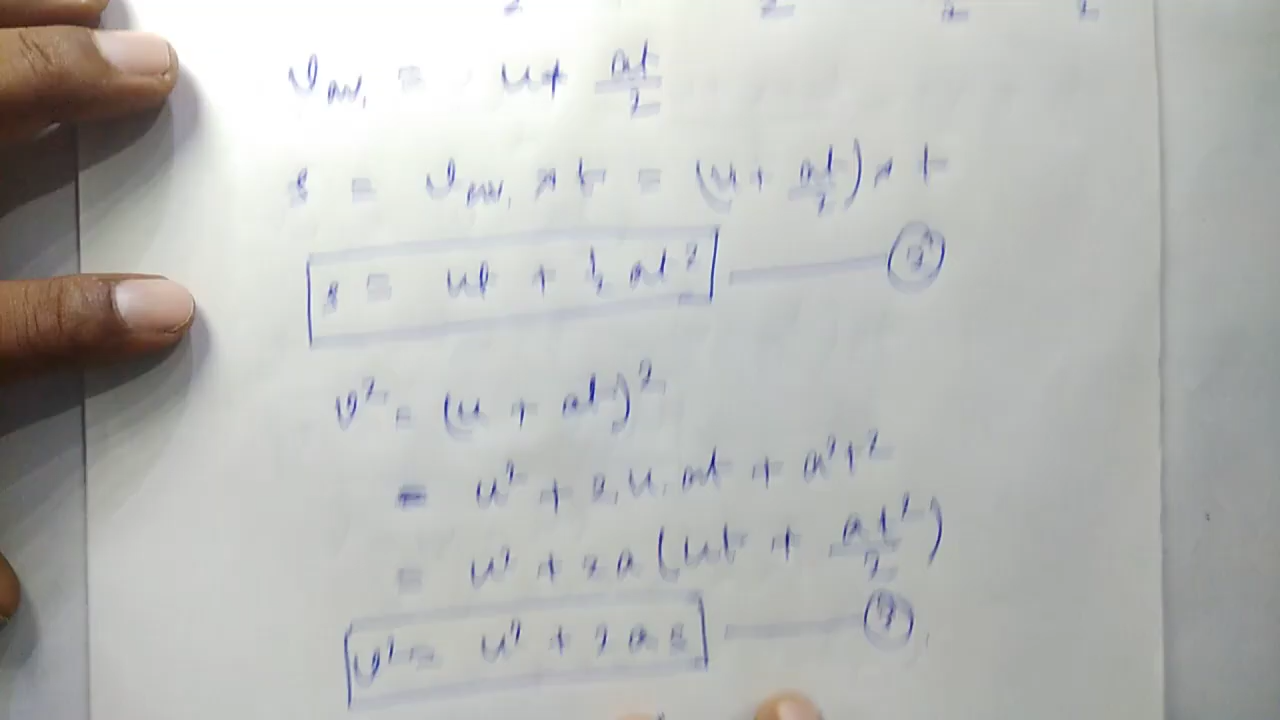 v_av. = u + at/2
s = v_av. × t = (u + at/2) × t
s = ut + 1/2 at² — (2)
v² = (u + at)²
= u² + 2.u.at + a²t²
= u² + 2a(ut + at²/2)
v² = u² + 2as